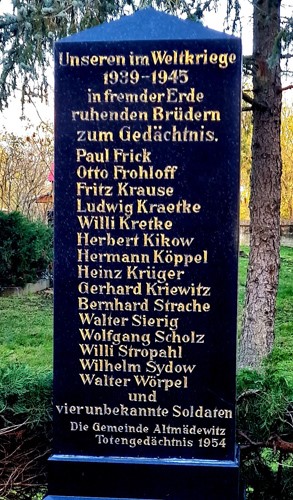 Unseren im Weltkriege
1939-1945
in fremder Erde
ruhenden Brüdern
zum Gedächtnis.
Paul Frick
Otto Frohloff
Fritz Krause
Ludwig Kraetke
Willi Kretke
Herbert Kikow
Hermann Köppel
Heinz Krüger
Gerhard Kriewitz
Bernhard Strache
Walter Sierig
Wolfgang Scholz
Willi Stropahl
Wilhelm Sydow
Walter Wörpel
und
vier unbekannte Soldaten
Die Gemeinde Altmädewitz
Totengedächtnis 1954